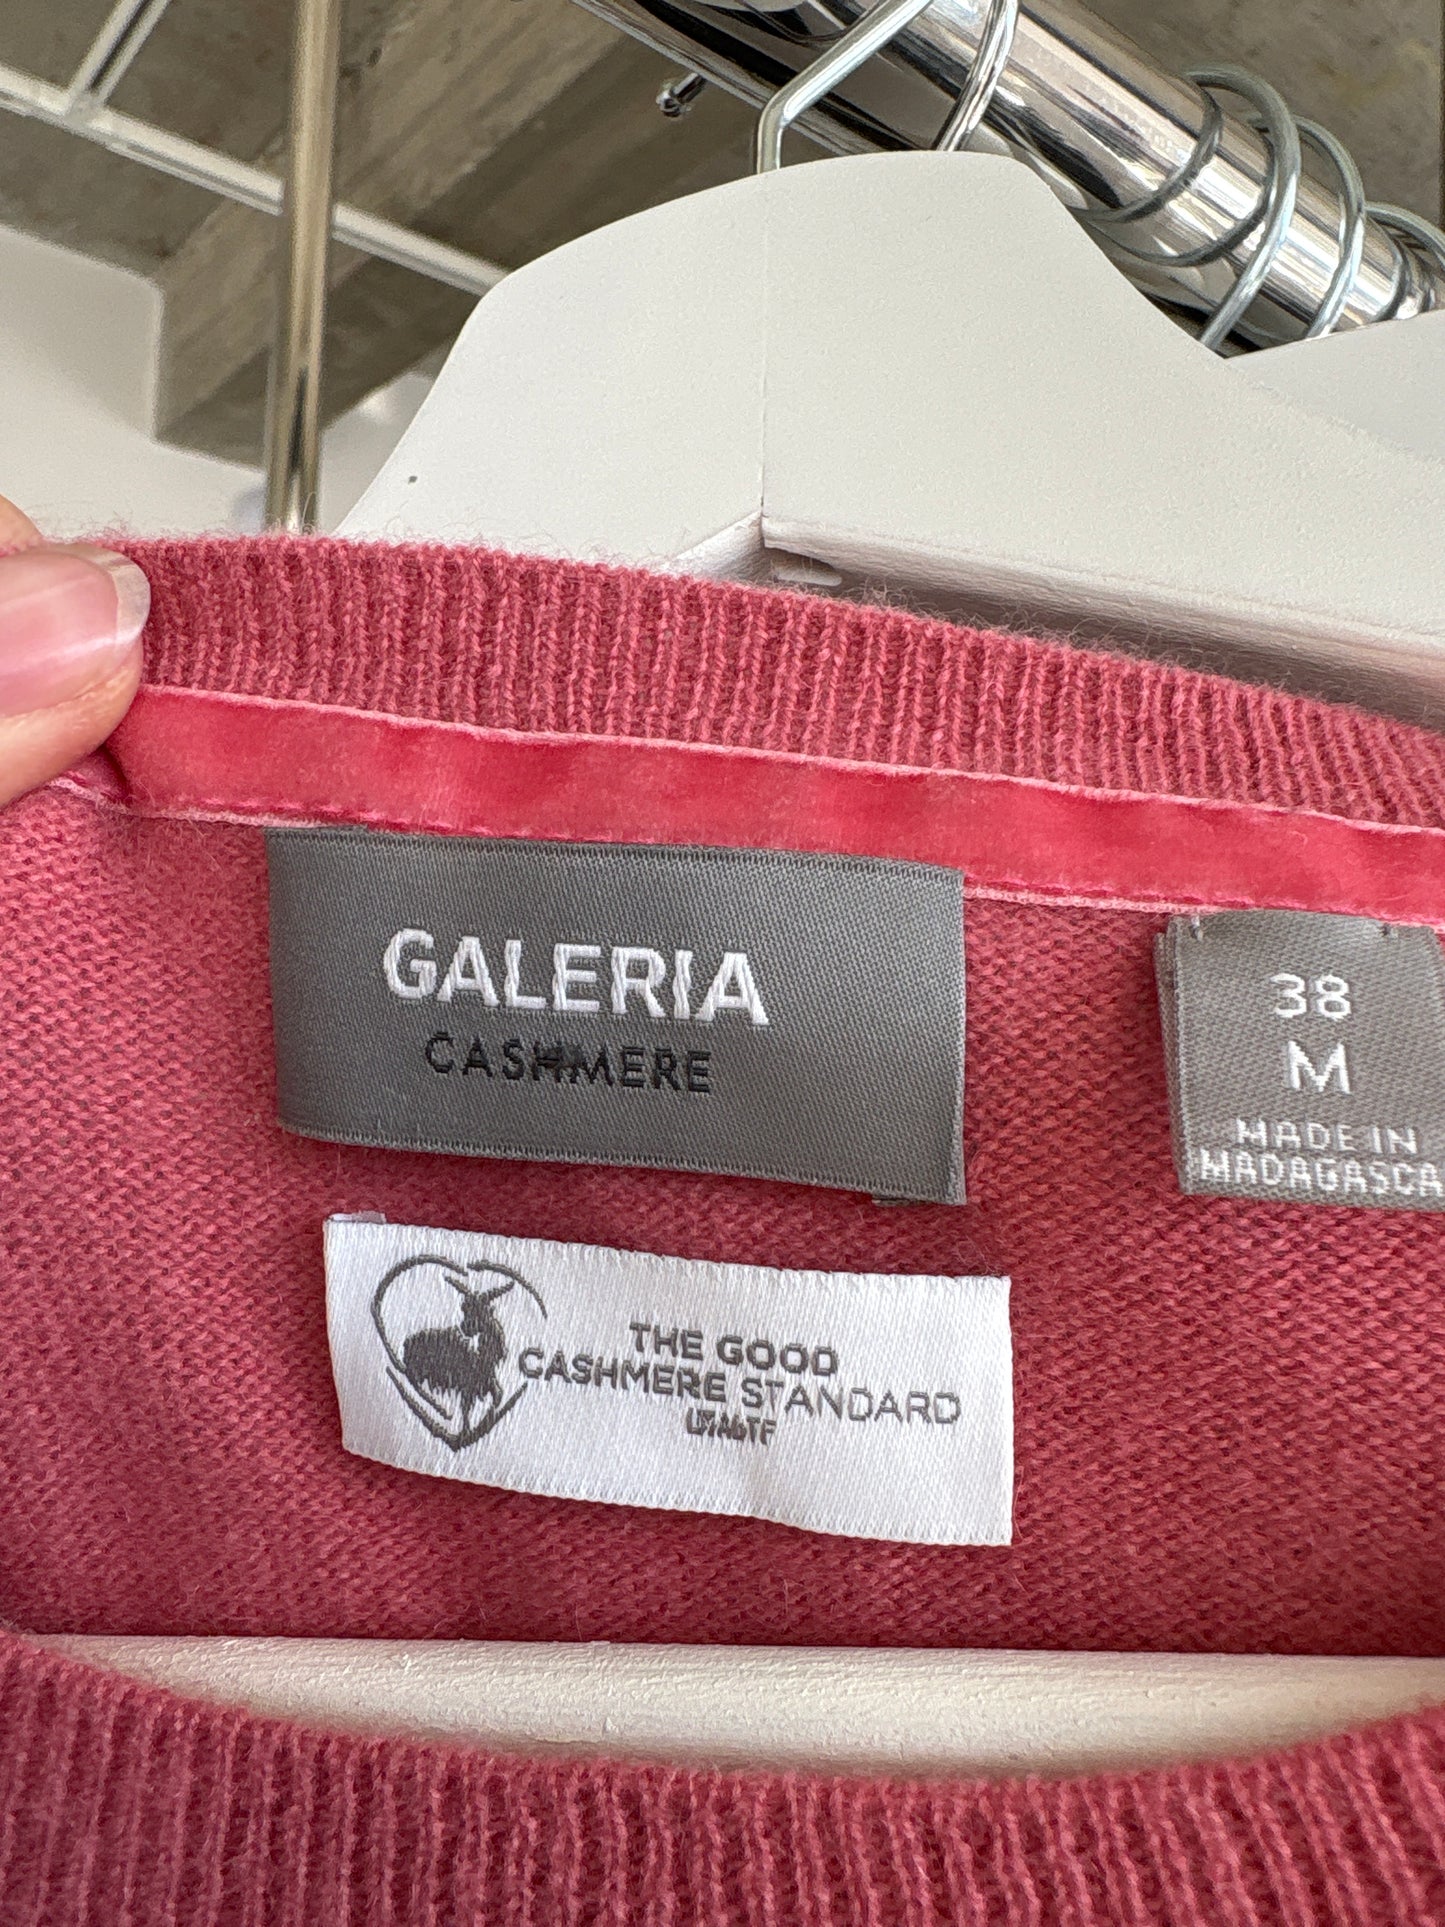 GALERIA
CASHMERE
38
M
MADE IN
MADAGASCA
THE GOOD
CASHMERE STANDARD